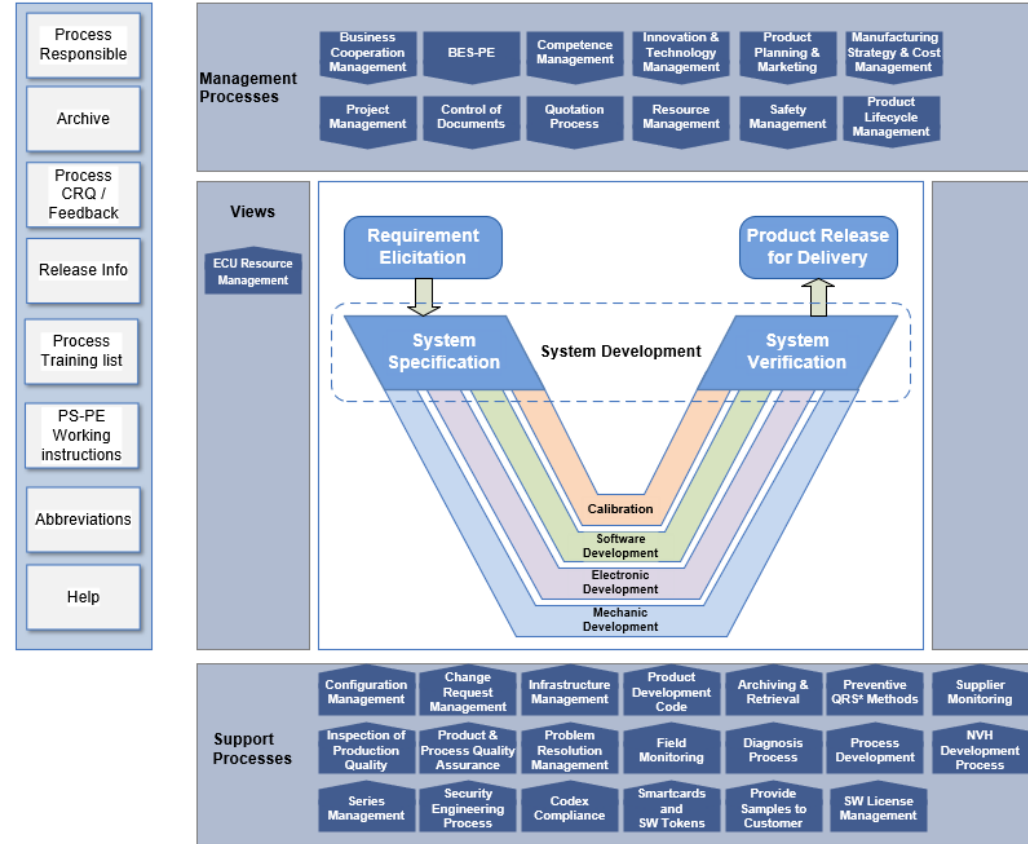 Process
Responsible
Archive
Process
CRQ /
Feedback
Release Info
Process
Training list
PS-PE
Working
instructions
Abbreviations
Help
Management
Processes
Business
Cooperation
Management
BES-PE
Competence
Management
Innovation &
Technology
Management
Product
Planning &
Marketing
Manufacturing
Strategy & Cost
Management
Project
Management
Control of
Documents
Quotation
Process
Resource
Management
Safety
Management
Product
Lifecycle
Management
Views
ECU Resource
Management
Requirement
Elicitation
Product Release
for Delivery
System
Specification
System Development
System
Verification
Calibration
Software
Development
Electronic
Development
Mechanic
Development
Support
Processes
Configuration
Management
Change
Request
Management
Infrastructure
Management
Product
Development
Code
Archiving &
Retrieval
Preventive
QRS* Methods
Supplier
Monitoring
Inspection of
Production
Quality
Product &
Process Quality
Assurance
Problem
Resolution
Management
Field
Monitoring
Diagnosis
Process
Process
Development
NVH
Development
Process
Series
Management
Security
Engineering
Process
Codex
Compliance
Smartcards
and
SW Tokens
Provide
Samples to
Customer
SW License
Management